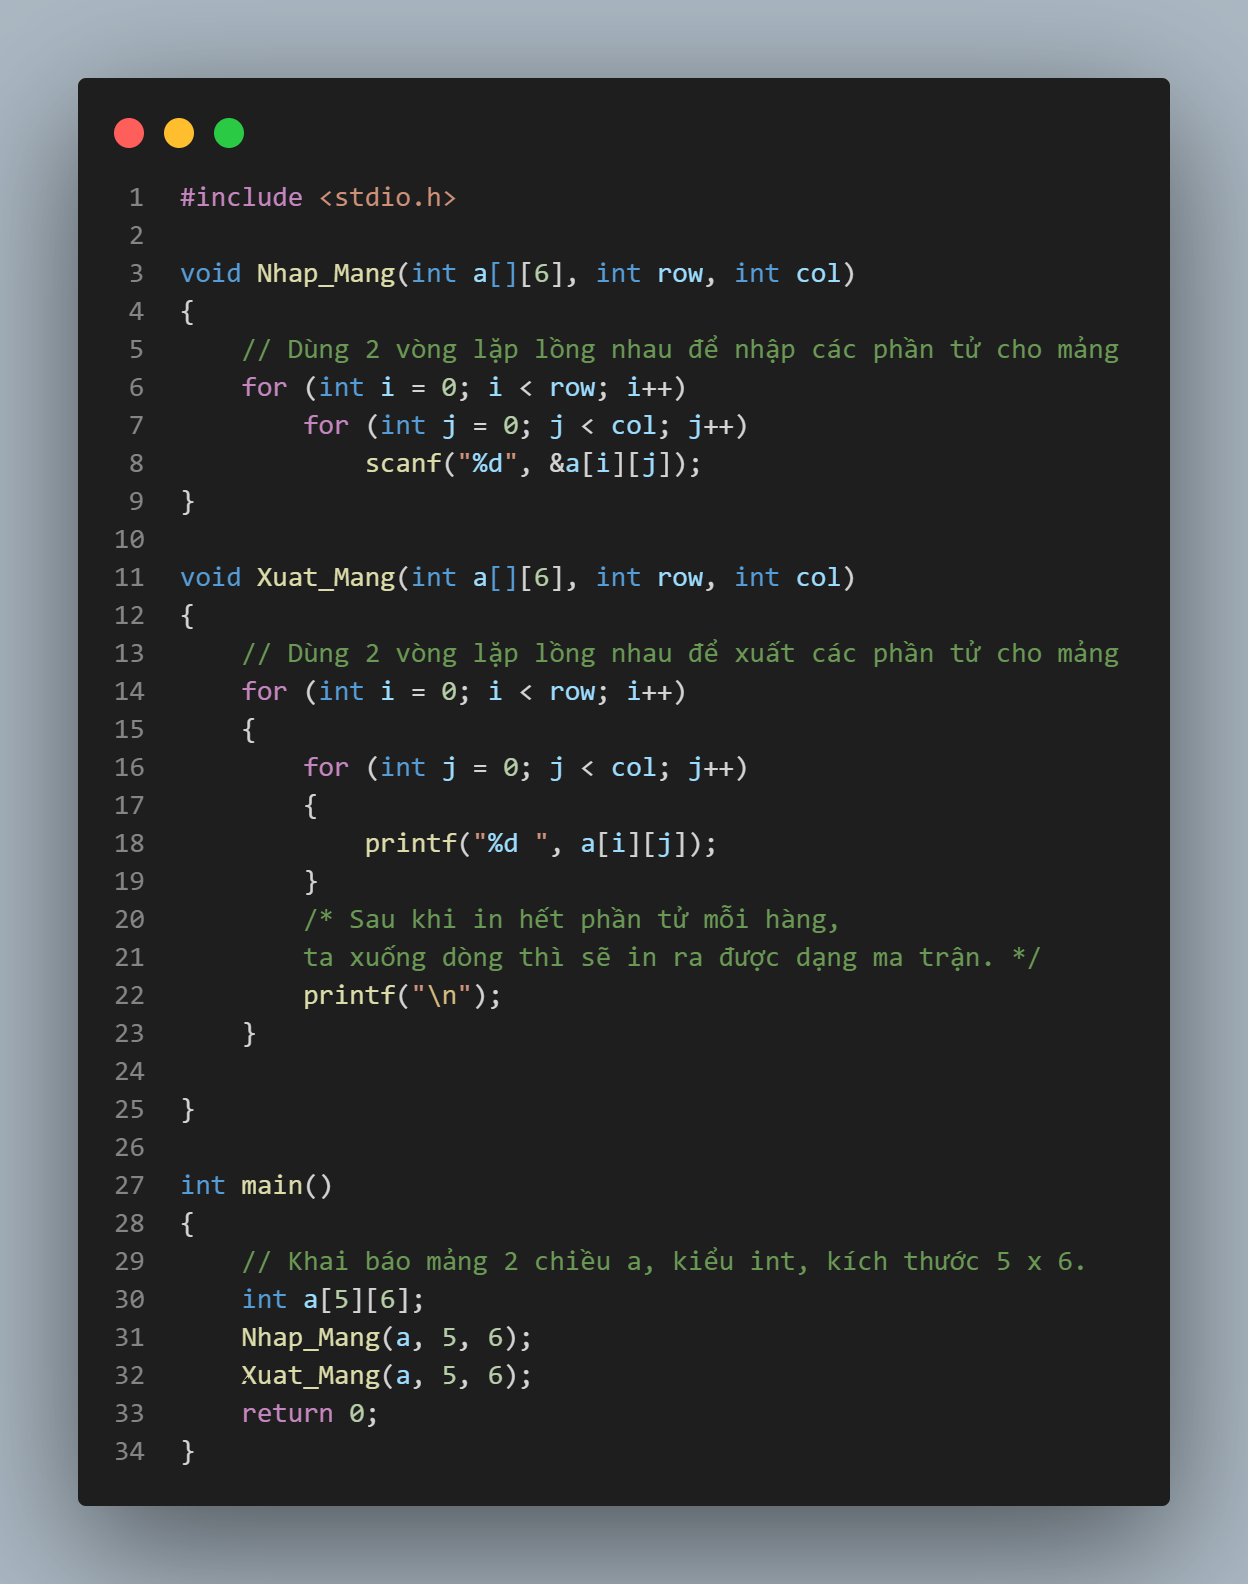 1 #include <stdio.h>
2
3 void Nhap_Mang(int a[][6], int row, int col)
4 {
5     // Dùng 2 vòng lặp lồng nhau để nhập các phần tử cho mảng
6     for (int i = 0; i < row; i++)
7         for (int j = 0; j < col; j++)
8             scanf("%d", &a[i][j]);
9 }
10
11 void Xuat_Mang(int a[][6], int row, int col)
12 {
13     // Dùng 2 vòng lặp lồng nhau để xuất các phần tử cho mảng
14     for (int i = 0; i < row; i++)
15     {
16         for (int j = 0; j < col; j++)
17         {
18             printf("%d ", a[i][j]);
19         }
20         /* Sau khi in hết phần tử mỗi hàng,
21         ta xuống dòng thì sẽ in ra được dạng ma trận. */
22         printf("\n");
23     }
24
25 }
26
27 int main()
28 {
29     // Khai báo mảng 2 chiều a, kiểu int, kích thước 5 x 6.
30     int a[5][6];
31     Nhap_Mang(a, 5, 6);
32     Xuat_Mang(a, 5, 6);
33     return 0;
34 }